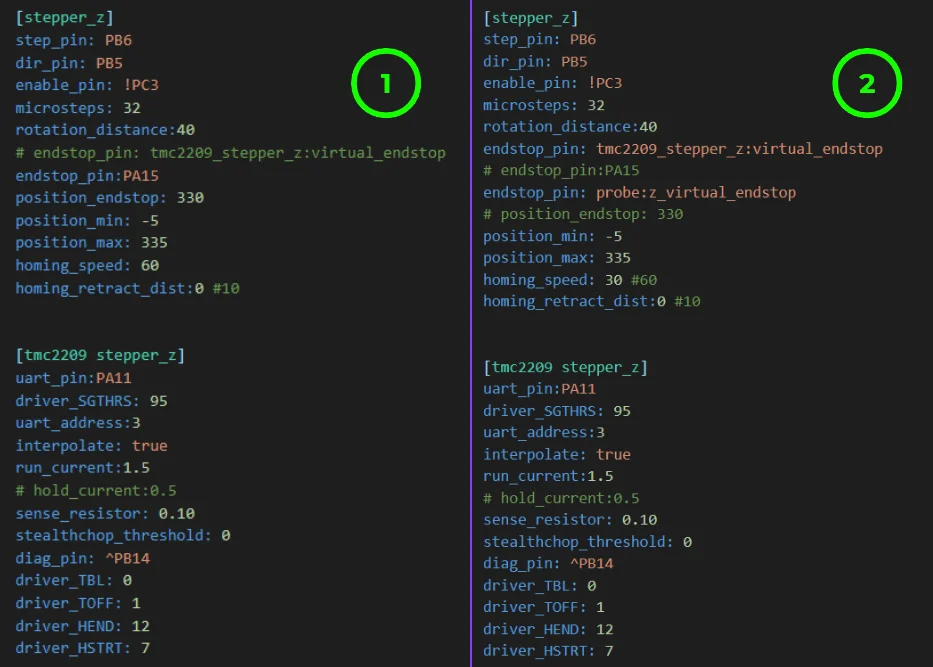 [stepper_z]
step_pin: PB6
dir_pin: PB5
enable_pin: !PC3
microsteps: 32
rotation_distance:40
# endstop_pin: tmc2209_stepper_z:virtual_endstop
endstop_pin:PA15
position_endstop: 330
position_min: -5
position_max: 335
homing_speed: 60
homing_retract_dist:0 #10
[tmc2209 stepper_z]
uart_pin:PA11
driver_SGTHRS: 95
uart_address:3
interpolate: true
run_current:1.5
# hold_current:0.5
sense_resistor: 0.10
stealthchop_threshold: 0
diag_pin: ^PB14
driver_TBL: 0
driver_TOFF: 1
driver_HEND: 12
driver_HSTRT: 7
1
[stepper_z]
step_pin: PB6
dir_pin: PB5
enable_pin: !PC3
microsteps: 32
rotation_distance:40
endstop_pin: tmc2209_stepper_z:virtual_endstop
# endstop_pin:PA15
endstop_pin: probe:z_virtual_endstop
# position_endstop: 330
position_min: -5
position_max: 335
homing_speed: 30 #60
homing_retract_dist:0 #10
[tmc2209 stepper_z]
uart_pin:PA11
driver_SGTHRS: 95
uart_address:3
interpolate: true
run_current:1.5
# hold_current:0.5
sense_resistor: 0.10
stealthchop_threshold: 0
diag_pin: ^PB14
driver_TBL: 0
driver_TOFF: 1
driver_HEND: 12
driver_HSTRT: 7
2